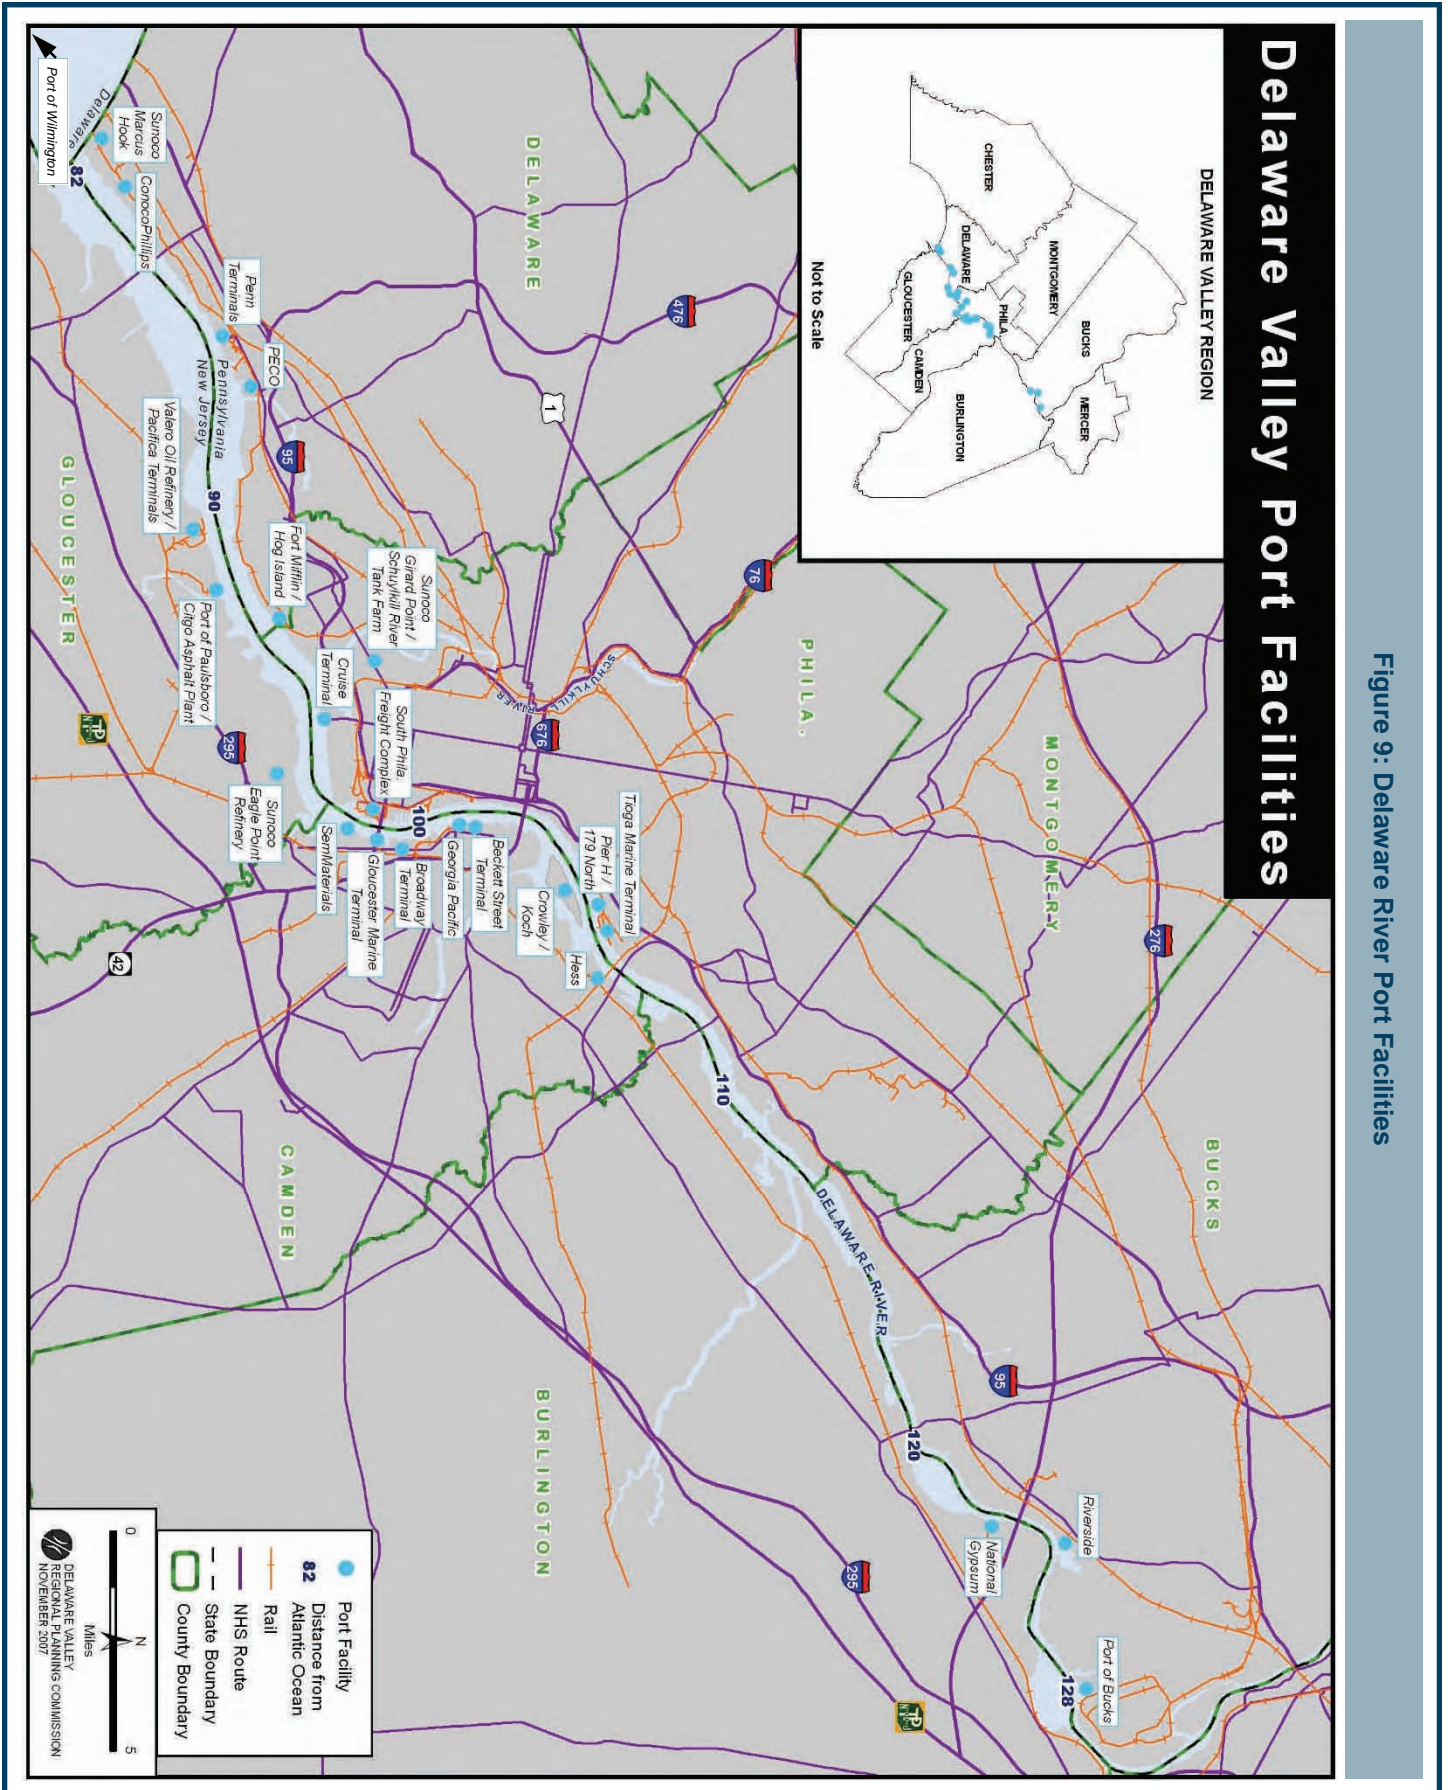 Figure 9: Delaware River Port Facilities
Delaware Valley Port Facilities
DELAWARE VALLEY REGION
CHESTER
MONTGOMERY
BUCKS
MERCER
DELAWARE
PHILA
GLOUCESTER
CAMDEN
BURLINGTON
Not to Scale
MONTGOMERY
BUCKS
PHILA.
DELAWARE
GLOUCESTER
CAMDEN
BURLINGTON
276
476
76
1
676
95
95
295
295
42
NJ
TP
NJ
TP
SCHUYLKILL
RIVER
DELAWARE RIVER
Pennsylvania
New Jersey
Delaware
Port of Wilmington
82
90
100
110
120
128
Sunoco
Marcus
Hook
ConocoPhillips
Penn
Terminals
PECO
Valero Oil Refinery /
Pacifica Terminals
Fort Mifflin /
Hog Island
Sunoco
Girard Point /
Schuylkill River
Tank Farm
Port of Paulsboro /
Citgo Asphalt Plant
Cruise
Terminal
South Phila.
Freight Complex
Sunoco
Eagle Point
Refinery
SemMaterials
Gloucester Marine
Terminal
Broadway
Terminal
Georgia Pacific
Beckett Street
Terminal
Tioga Marine Terminal
Pier H /
179 North
Crowley /
Koch
Hess
Riverside
National
Gypsum
Port of Bucks
Port Facility
82
Distance from
Atlantic Ocean
Rail
NHS Route
State Boundary
County Boundary
N
0
5
Miles
DELAWARE VALLEY
REGIONAL PLANNING COMMISSION
NOVEMBER 2007